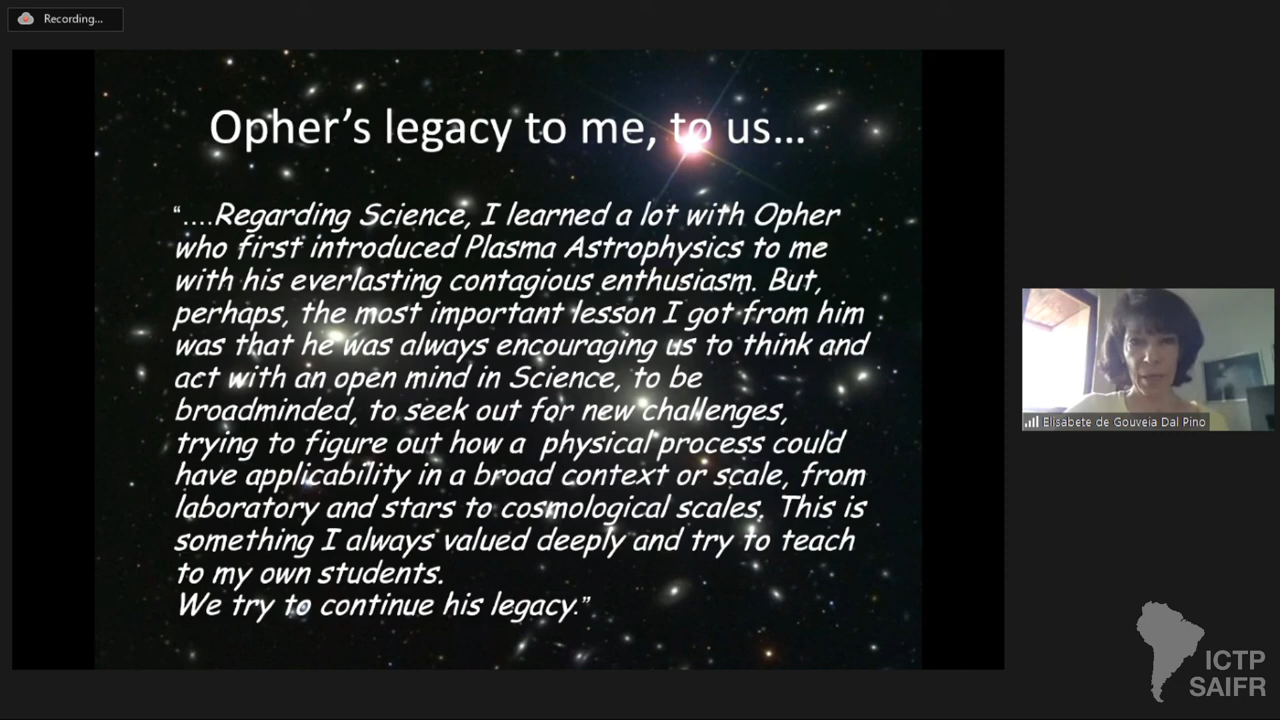 Recording...
Opher’s legacy to me, to us…
“....Regarding Science, I learned a lot with Opher
who first introduced Plasma Astrophysics to me
with his everlasting contagious enthusiasm. But,
perhaps, the most important lesson I got from him
was that he was always encouraging us to think and
act with an open mind in Science, to be
broadminded, to seek out for new challenges,
trying to figure out how a physical process could
have applicability in a broad context or scale, from
laboratory and stars to cosmological scales. This is
something I always valued deeply and try to teach
to my own students.
We try to continue his legacy.”
Elisabete de Gouveia Dal Pino
ICTP
SAIFR